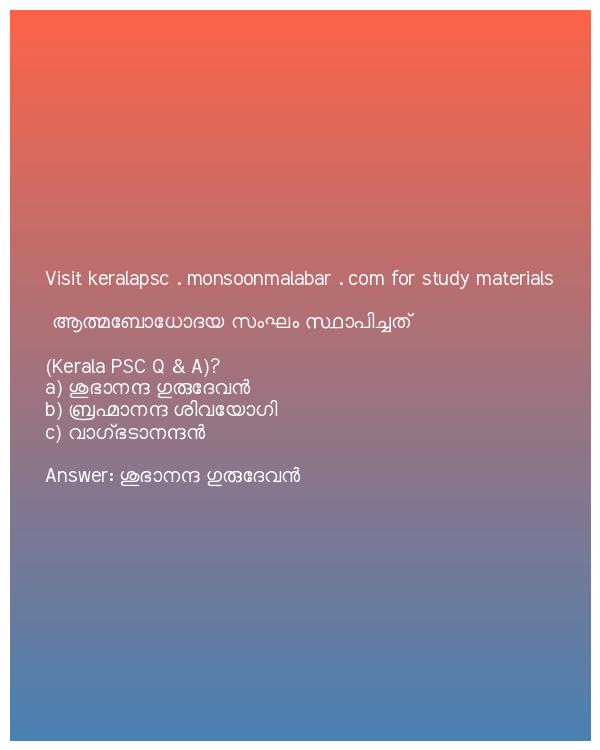 Visit keralapsc . monsoonmalabar . com for study materials
ആത്മബോധോദയ സംഘം സ്ഥാപിച്ചത്
(Kerala PSC Q & A)?
a) ശുഭാനന്ദ ഗുരുദേവൻ
b) ബ്രഹ്മാനന്ദ ശിവയോഗി
c) വാഗ്ഭടാനന്ദൻ
Answer: ശുഭാനന്ദ ഗുരുദേവൻ